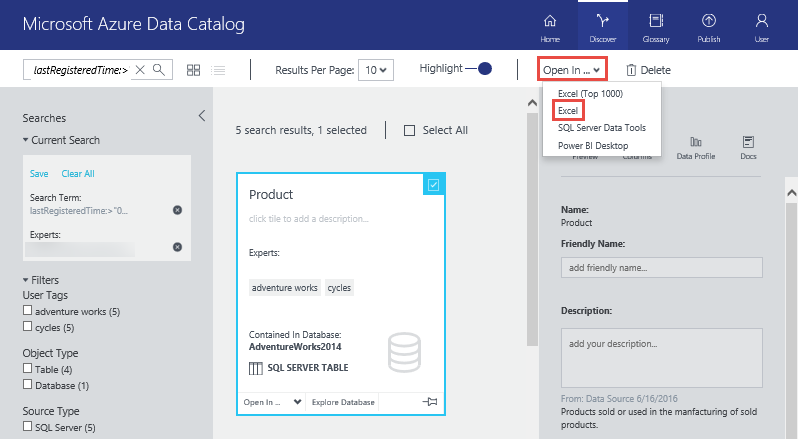 Microsoft Azure Data Catalog
Home
Discover
Glossary
Publish
User
lastRegisteredTime:>
Results Per Page:
10
Highlight
Open In ...
Delete
Excel (Top 1000)
Excel
SQL Server Data Tools
Power BI Desktop
Searches
Current Search
Save Clear All
Search Term:
lastRegisteredTime:>"0...
Experts:
Filters
User Tags
adventure works (5)
cycles (5)
Object Type
Table (4)
Database (1)
Source Type
SQL Server (5)
5 search results, 1 selected
Select All
Product
click tile to add a description...
Experts:
adventure works cycles
Contained In Database:
AdventureWorks2014
SQL SERVER TABLE
Open In ... Explore Database
Preview
Columns
Data Profile
Docs
Name:
Product
Friendly Name:
add friendly name...
Description:
add your description...
From: Data Source 6/16/2016
Products sold or used in the manfacturing of sold
products.